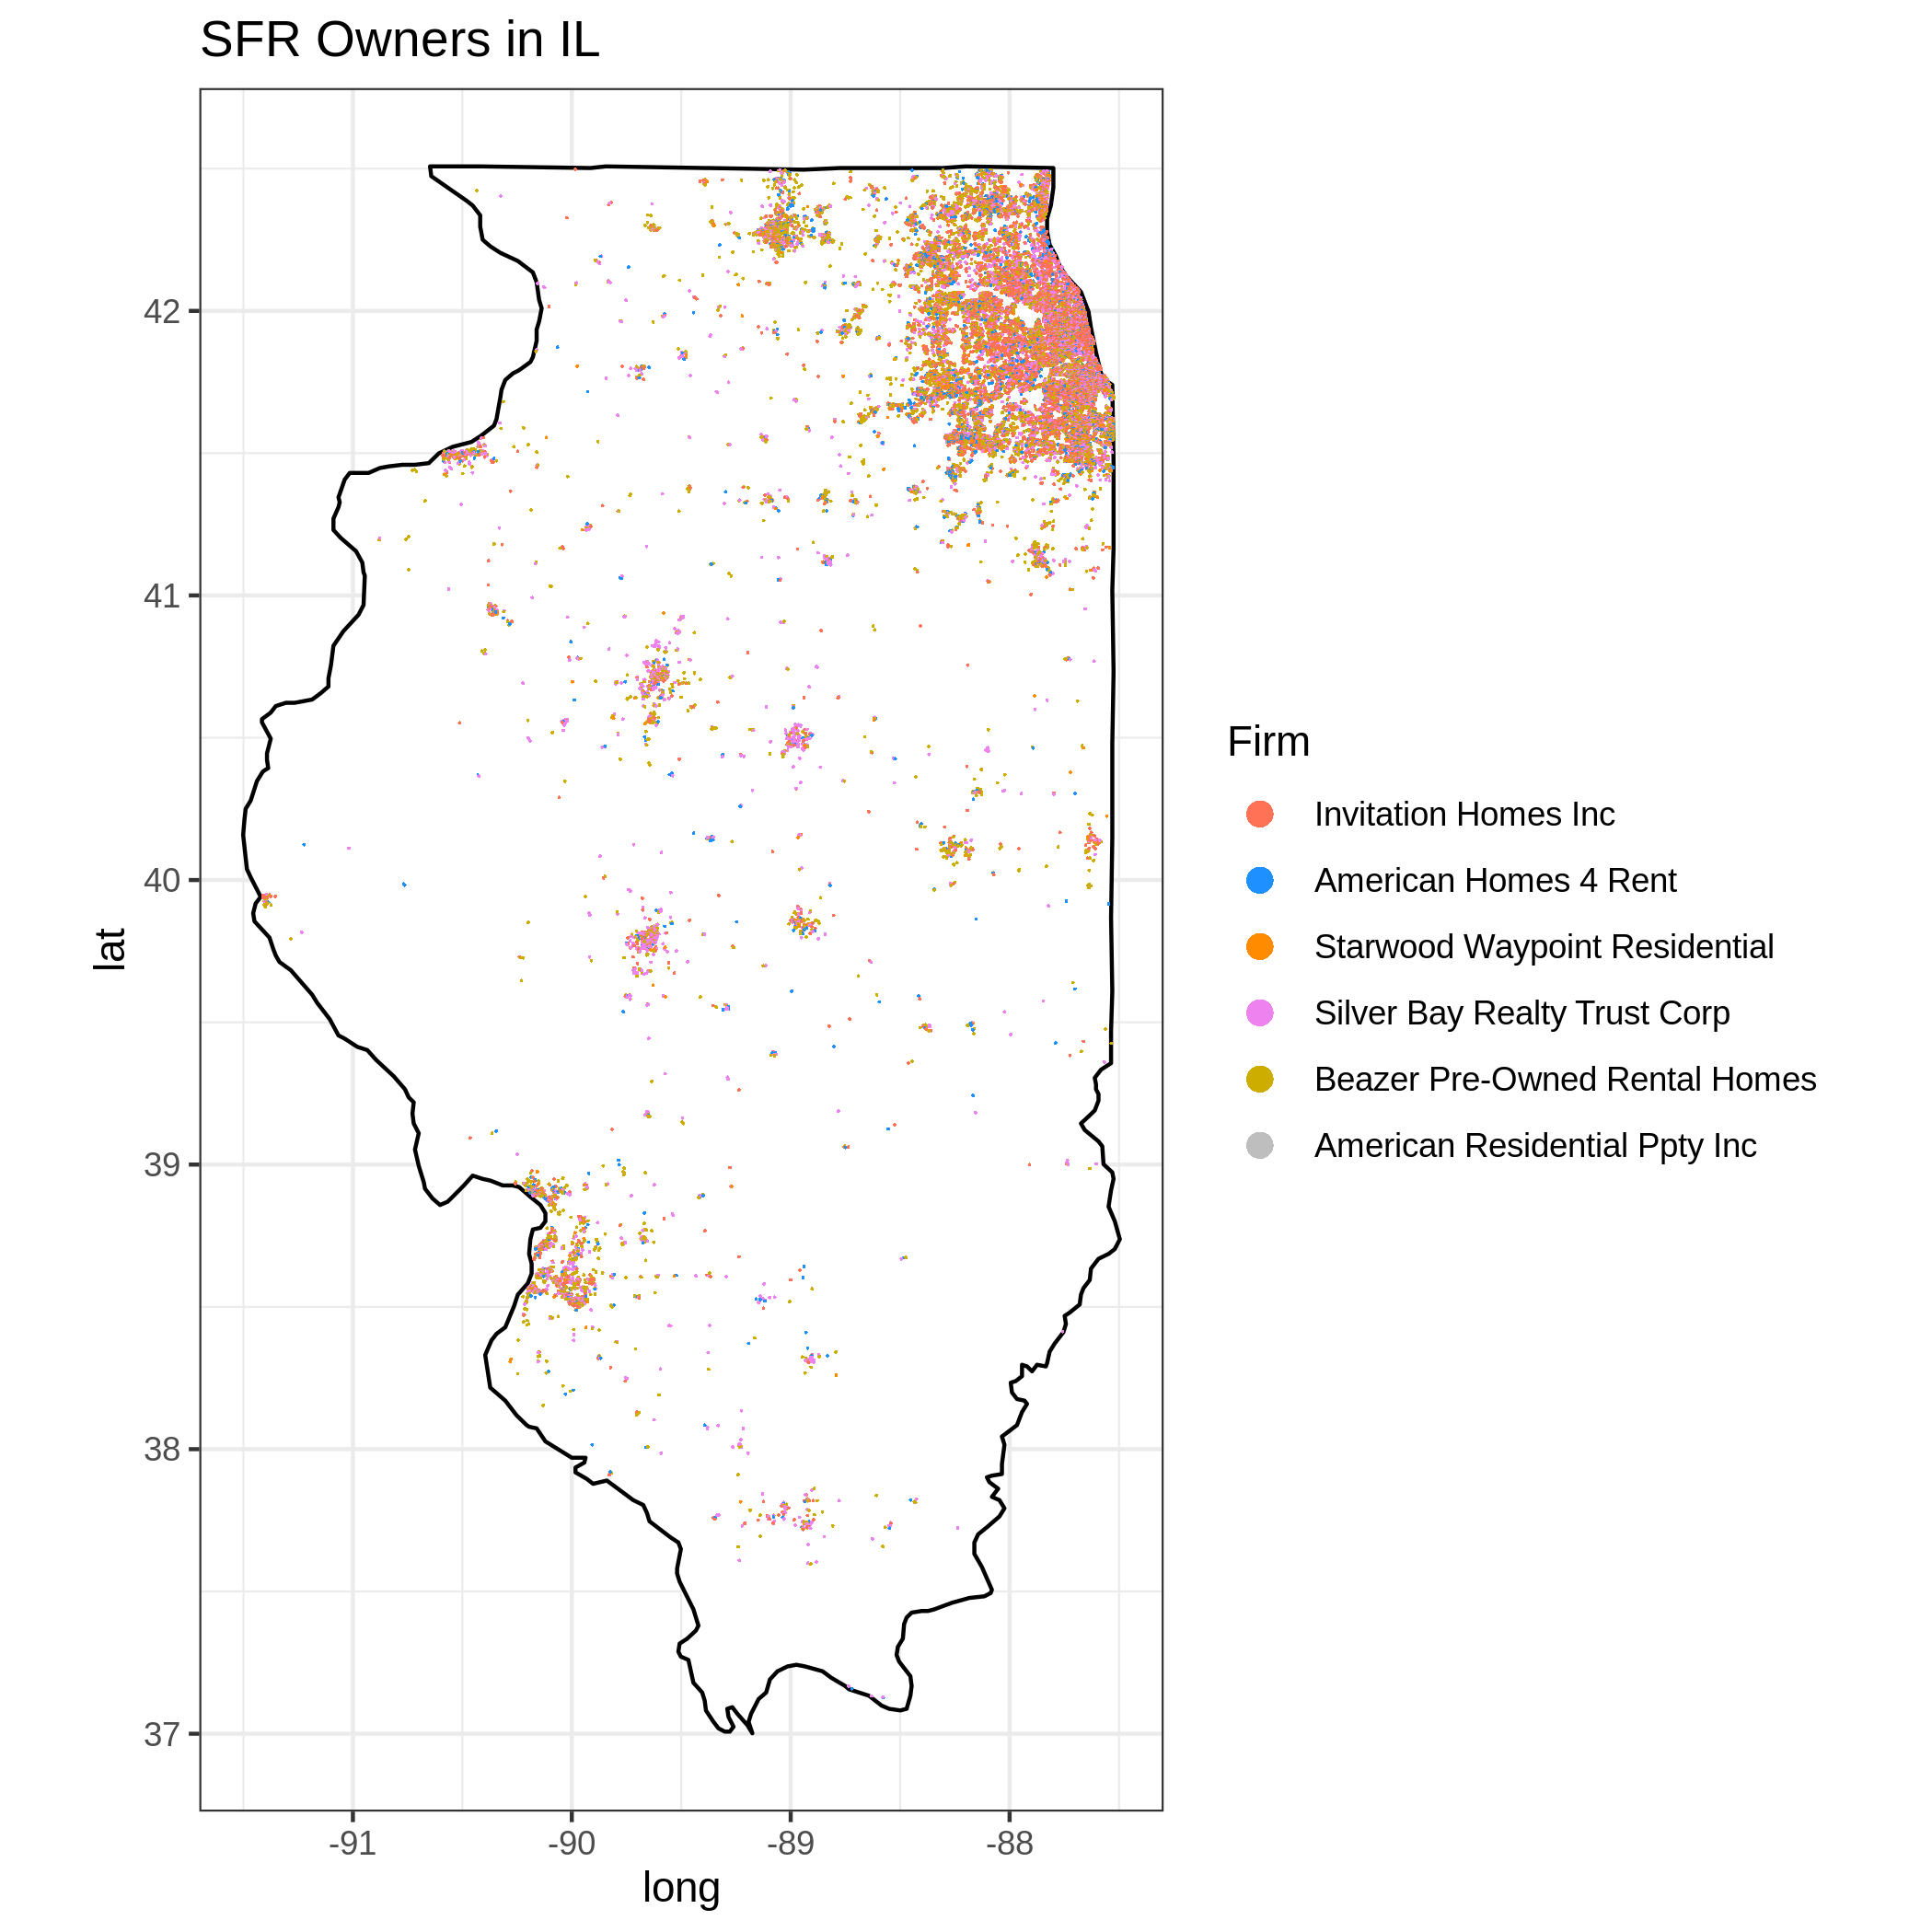 SFR Owners in IL
42
41
40
39
38
37
lat
-91
-90
-89
-88
long
Firm
Invitation Homes Inc
American Homes 4 Rent
Starwood Waypoint Residential
Silver Bay Realty Trust Corp
Beazer Pre-Owned Rental Homes
American Residential Ppty Inc